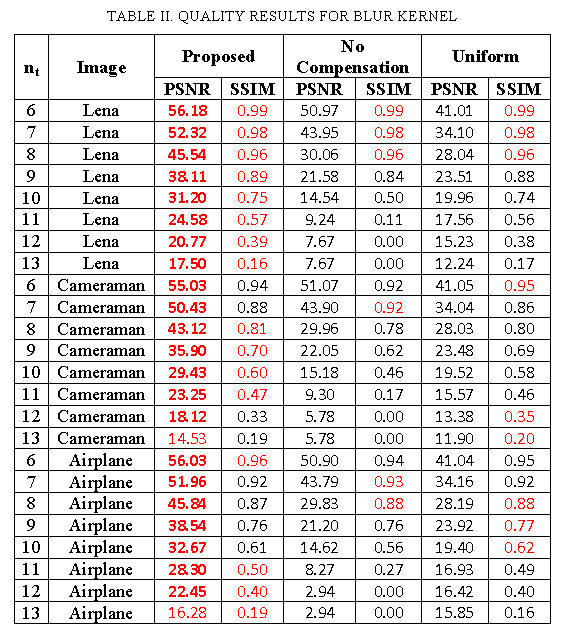 TABLE II. QUALITY RESULTS FOR BLUR KERNEL
nt Image Proposed No Compensation Uniform
PSNR SSIM PSNR SSIM PSNR SSIM
6 Lena 56.18 0.99 50.97 0.99 41.01 0.99
7 Lena 52.32 0.98 43.95 0.98 34.10 0.98
8 Lena 45.54 0.96 30.06 0.96 28.04 0.96
9 Lena 38.11 0.89 21.58 0.84 23.51 0.88
10 Lena 31.20 0.75 14.54 0.50 19.96 0.74
11 Lena 24.58 0.57 9.24 0.11 17.56 0.56
12 Lena 20.77 0.39 7.67 0.00 15.23 0.38
13 Lena 17.50 0.16 7.67 0.00 12.24 0.17
6 Cameraman 55.03 0.94 51.07 0.92 41.05 0.95
7 Cameraman 50.43 0.88 43.90 0.92 34.04 0.86
8 Cameraman 43.12 0.81 29.96 0.78 28.03 0.80
9 Cameraman 35.90 0.70 22.05 0.62 23.48 0.69
10 Cameraman 29.43 0.60 15.18 0.46 19.52 0.58
11 Cameraman 23.25 0.47 9.30 0.17 15.57 0.46
12 Cameraman 18.12 0.33 5.78 0.00 13.38 0.35
13 Cameraman 14.53 0.19 5.78 0.00 11.90 0.20
6 Airplane 56.03 0.96 50.90 0.94 41.04 0.95
7 Airplane 51.96 0.92 43.79 0.93 34.16 0.92
8 Airplane 45.84 0.87 29.83 0.88 28.19 0.88
9 Airplane 38.54 0.76 21.20 0.76 23.92 0.77
10 Airplane 32.67 0.61 14.62 0.56 19.40 0.62
11 Airplane 28.30 0.50 8.27 0.27 16.93 0.49
12 Airplane 22.45 0.40 2.94 0.00 16.42 0.40
13 Airplane 16.28 0.19 2.94 0.00 15.85 0.16